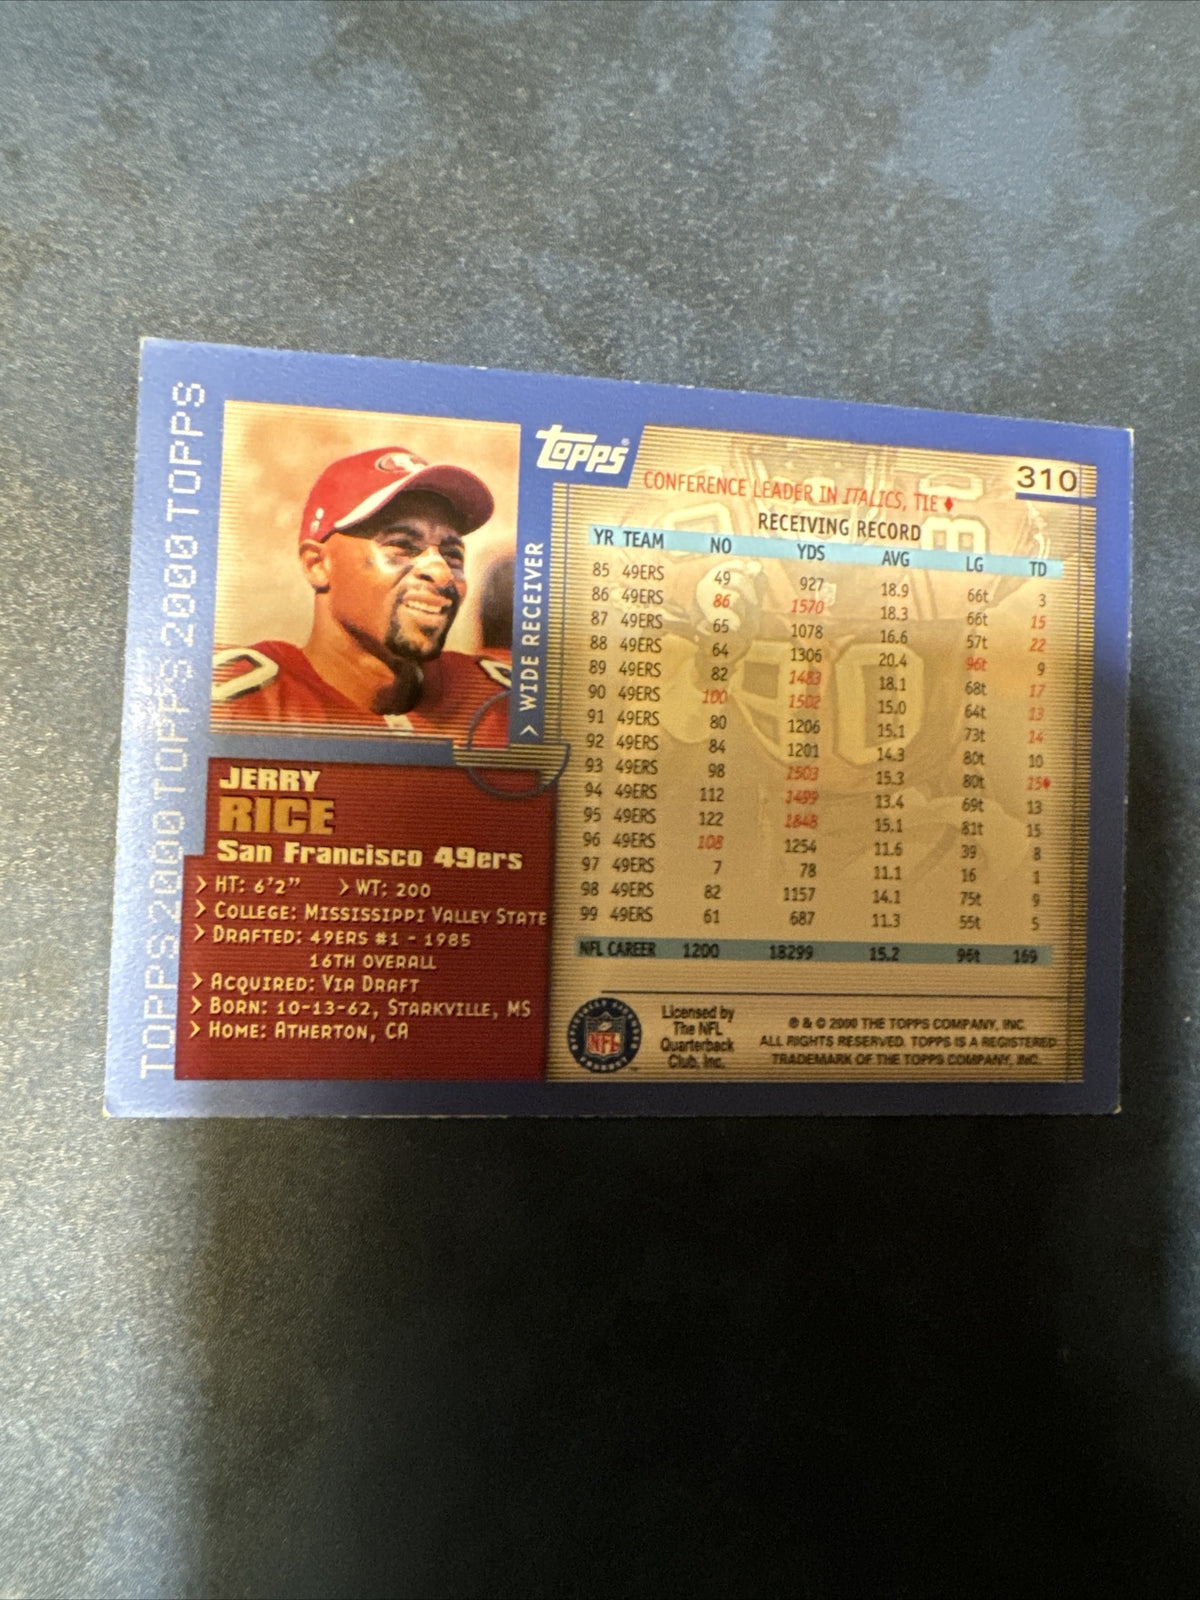 TOPPS 2000 TOPPS 2000 TOPPS 2000 TOPPS
> WIDE RECEIVER
JERRY
RICE
San Francisco 49ers
> HT: 6'2" > WT: 200
> COLLEGE: MISSISSIPPI VALLEY STATE
> DRAFTED: 49ERS #1 - 1985
16TH OVERALL
> ACQUIRED: VIA DRAFT
> BORN: 10-13-62, STARKVILLE, MS
> HOME: ATHERTON, CA
topps®
310
CONFERENCE LEADER IN ITALICS, TIE ♦
RECEIVING RECORD
YR TEAM NO YDS AVG LG TD
85 49ERS 49 927 18.9 66t 3
86 49ERS 86 1570 18.3 66t 15
87 49ERS 65 1078 16.6 57t 22
88 49ERS 64 1306 20.4 96t 9
89 49ERS 82 1483 18.1 68t 17
90 49ERS 100 1502 15.0 64t 13
91 49ERS 80 1206 15.1 73t 14
92 49ERS 84 1201 14.3 80t 10
93 49ERS 98 1503 15.3 80t 15♦
94 49ERS 112 1499 13.4 69t 13
95 49ERS 122 1848 15.1 81t 15
96 49ERS 108 1254 11.6 39 8
97 49ERS 7 78 11.1 16 1
98 49ERS 82 1157 14.1 75t 9
99 49ERS 61 687 11.3 55t 5
NFL CAREER 1200 18299 15.2 96t 169
NFL
Licensed by
The NFL
Quarterback
Club, Inc.
® & © 2000 THE TOPPS COMPANY, INC.
ALL RIGHTS RESERVED. TOPPS IS A REGISTERED
TRADEMARK OF THE TOPPS COMPANY, INC.